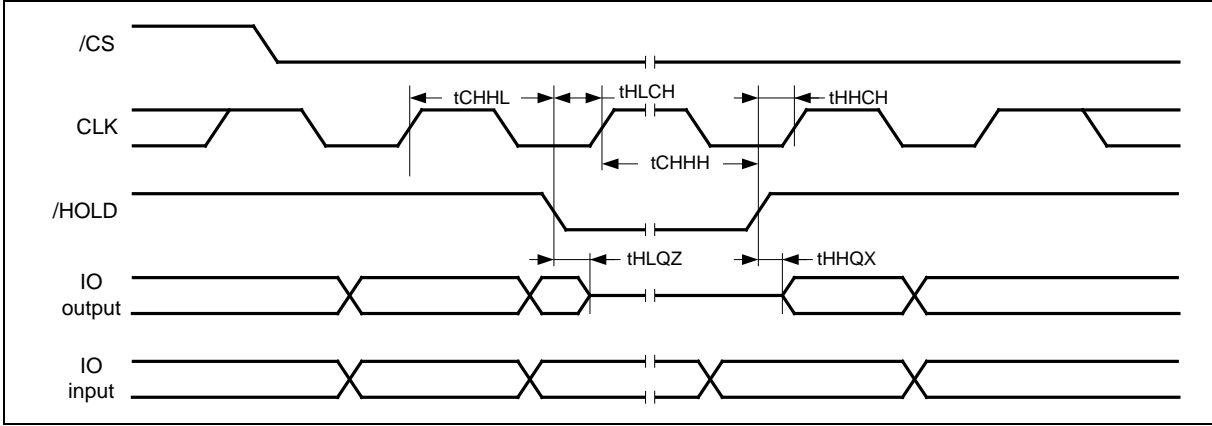 /CS
tCHHL
tHLCH
tHHCH
CLK
tCHHH
/HOLD
tHLQZ
tHHQX
IO
output
IO
input